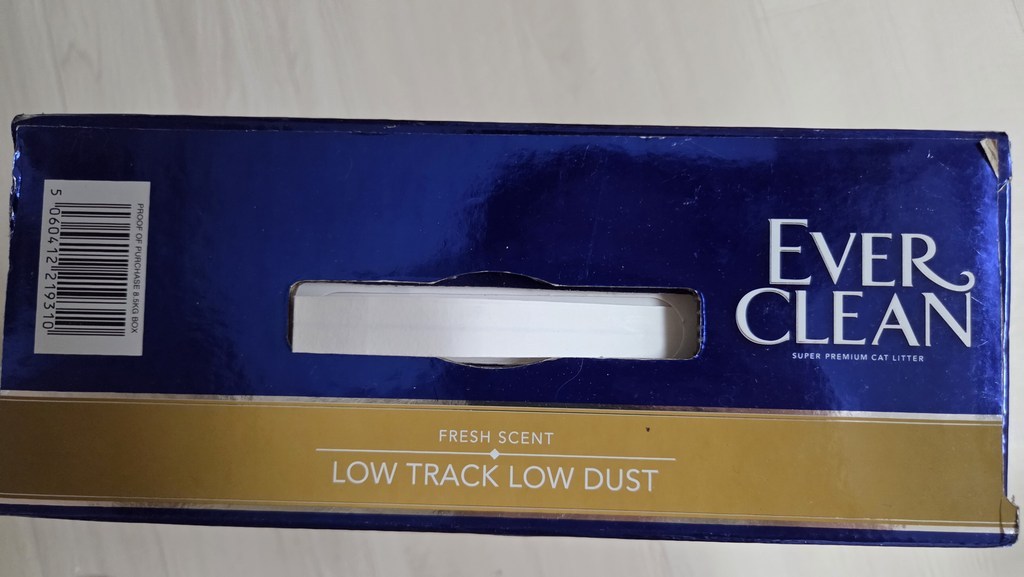 PROOF OF PURCHASE 8.5KG BOX
5 060412 219310
EVER
CLEAN
SUPER PREMIUM CAT LITTER
FRESH SCENT
LOW TRACK LOW DUST